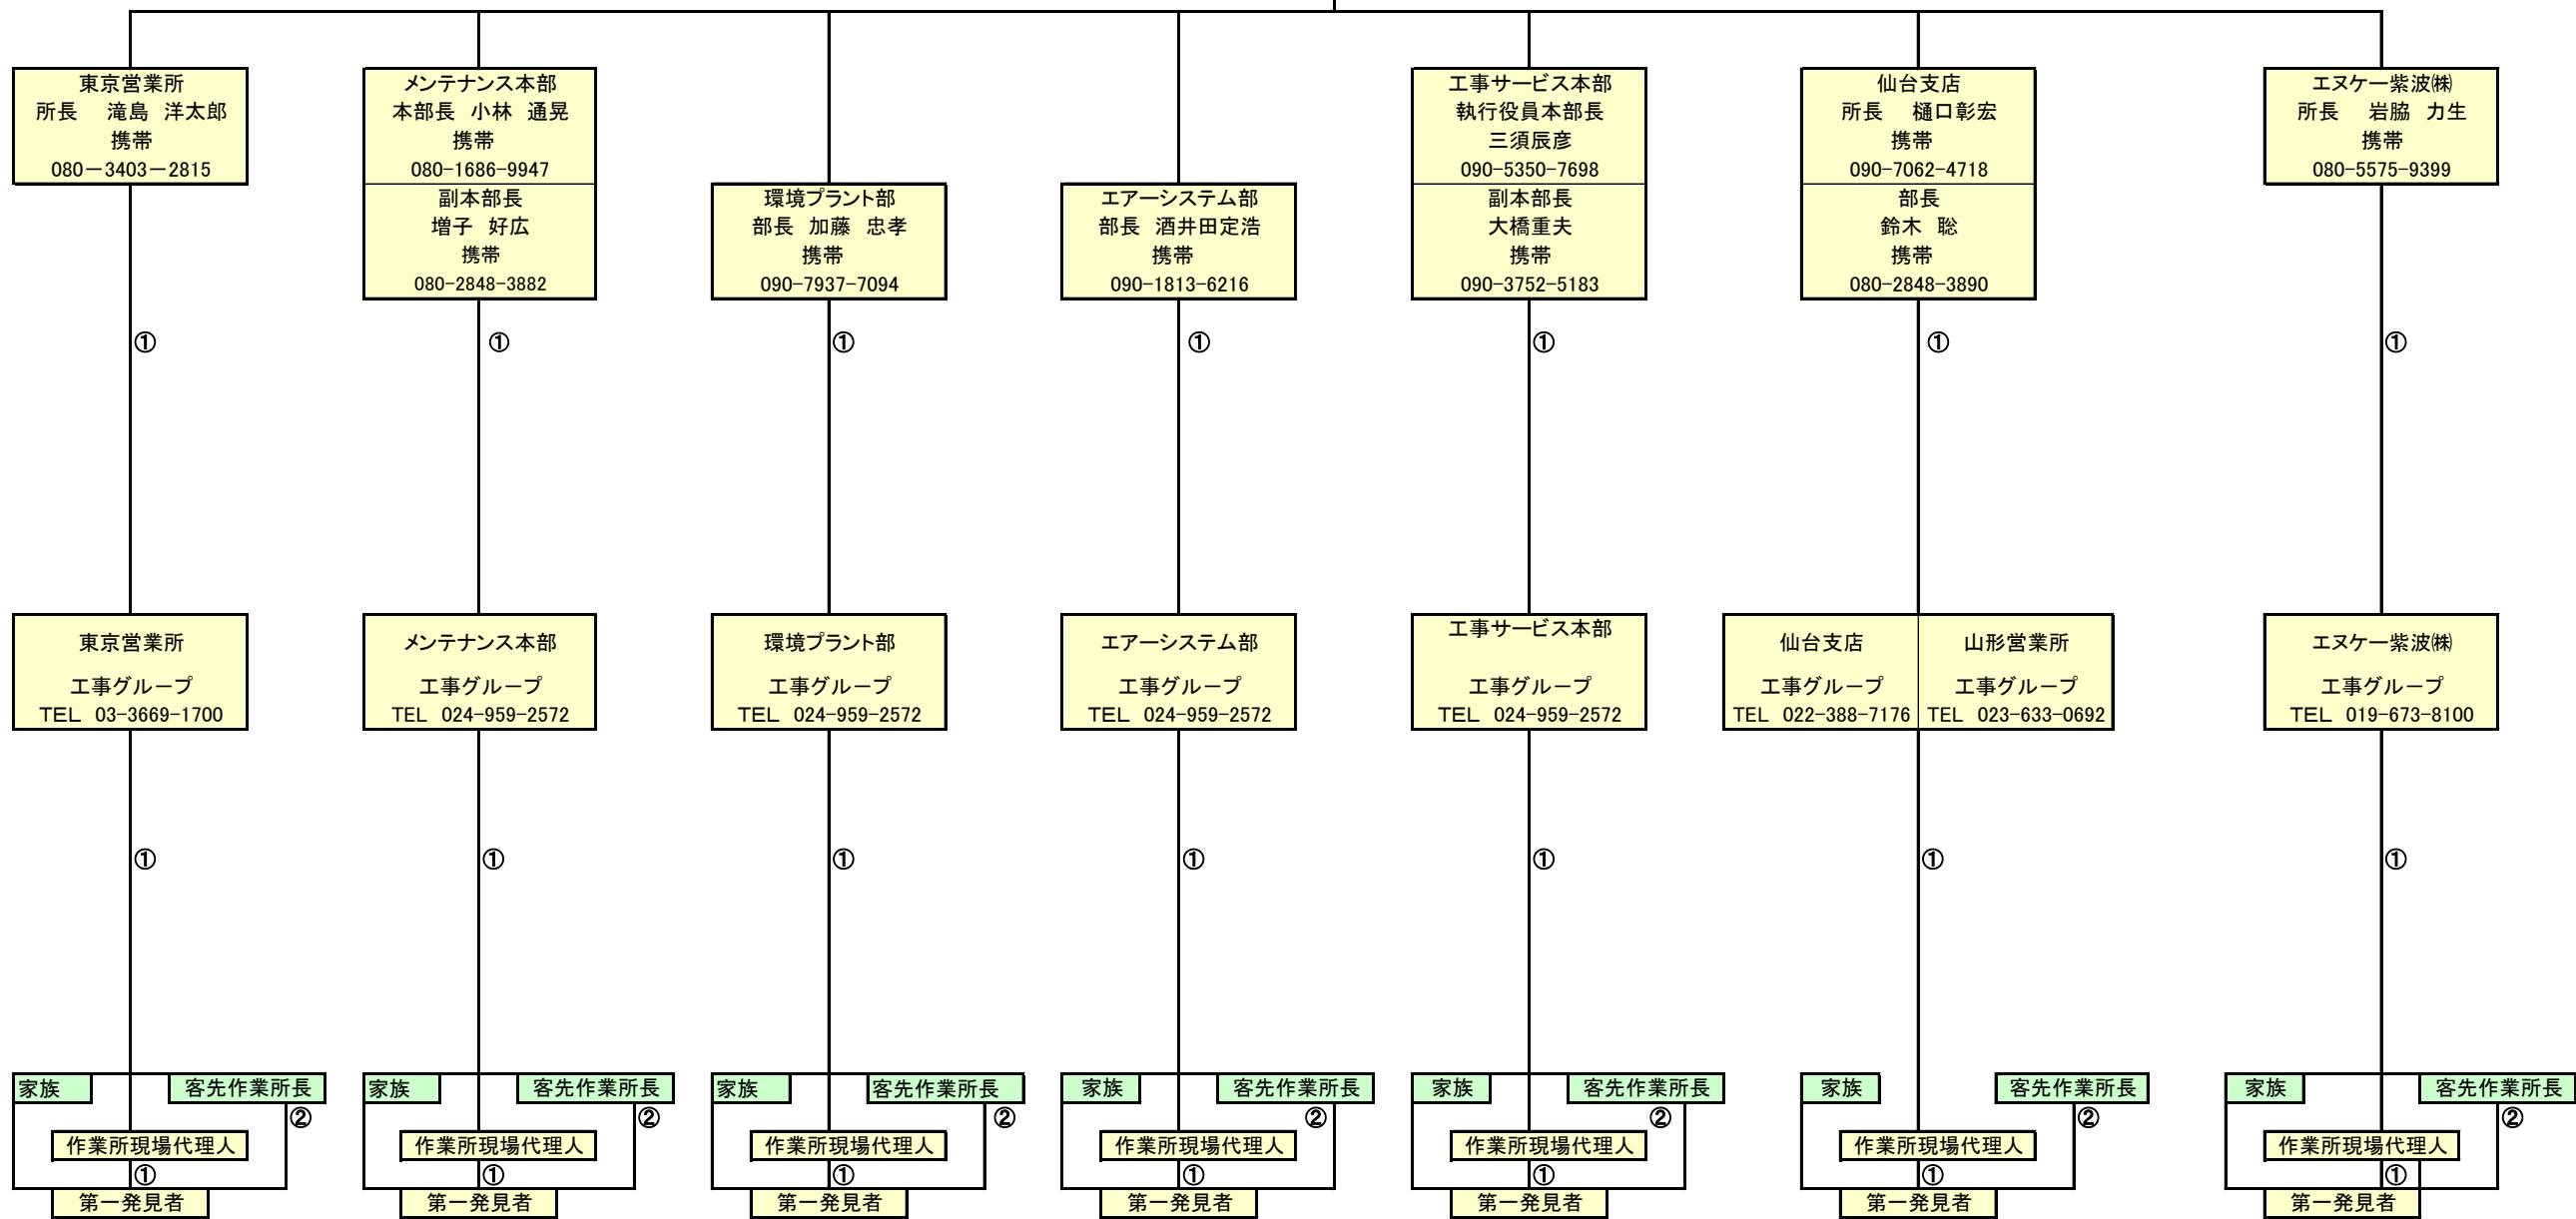 東京営業所
所長　滝島　洋太郎
携帯
080－3403－2815
メンテナンス本部
本部長　小林　通晃
携帯
080-1686-9947
副本部長
増子　好広
携帯
080-2848-3882
環境プラント部
部長　加藤　忠孝
携帯
090-7937-7094
エアーシステム部
部長　酒井田定浩
携帯
090-1813-6216
工事サービス本部
執行役員本部長
三須辰彦
090-5350-7698
副本部長
大橋重夫
携帯
090-3752-5183
仙台支店
所長　樋口彰宏
携帯
090-7062-4718
部長
鈴木　聡
携帯
080-2848-3890
エヌケー紫波㈱
所長　岩脇　力生
携帯
080-5575-9399
① ① ① ① ① ① ①
東京営業所
工事グループ
TEL 03-3669-1700
メンテナンス本部
工事グループ
TEL 024-959-2572
環境プラント部
工事グループ
TEL 024-959-2572
エアーシステム部
工事グループ
TEL 024-959-2572
工事サービス本部
工事グループ
TEL 024-959-2572
仙台支店
工事グループ
TEL 022-388-7176
山形営業所
工事グループ
TEL 023-633-0692
エヌケー紫波㈱
工事グループ
TEL 019-673-8100
① ① ① ① ① ① ①
家族 客先作業所長
②
作業所現場代理人
①
第一発見者
家族 客先作業所長
②
作業所現場代理人
①
第一発見者
家族 客先作業所長
②
作業所現場代理人
①
第一発見者
家族 客先作業所長
②
作業所現場代理人
①
第一発見者
家族 客先作業所長
②
作業所現場代理人
①
第一発見者
家族 客先作業所長
②
作業所現場代理人
①
第一発見者
家族 客先作業所長
②
作業所現場代理人
①
第一発見者